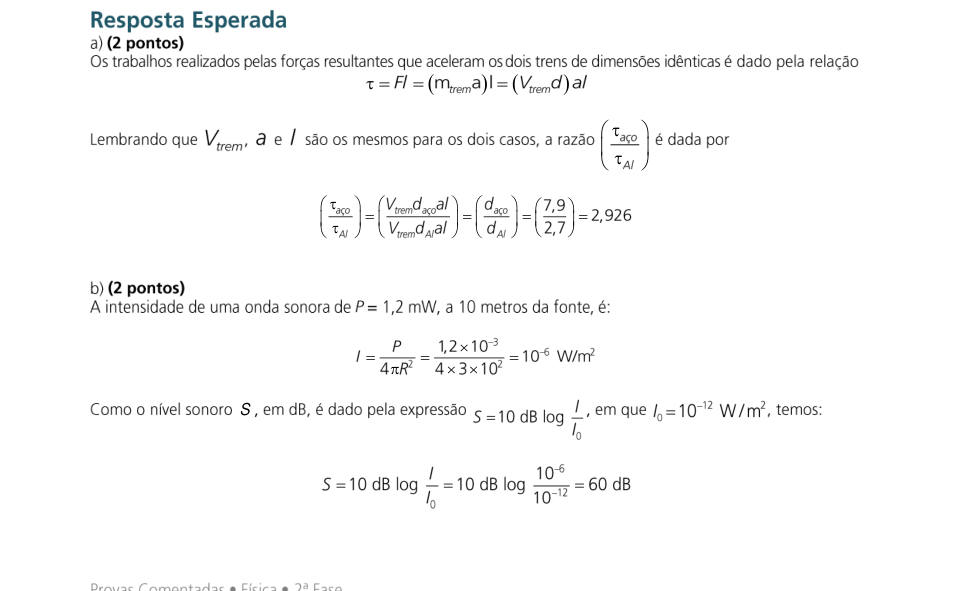 Resposta Esperada
a) (2 pontos)
Os trabalhos realizados pelas forças resultantes que aceleram os dois trens de dimensões idênticas é dado pela relação
τ = Fl = (m_trem a)l = (V_trem d) al
Lembrando que V_trem, a e l são os mesmos para os dois casos, a razão (τ_aço / τ_Al) é dada por
(τ_aço / τ_Al) = (V_trem d_aço al / V_trem d_Al al) = (d_aço / d_Al) = (7,9 / 2,7) = 2,926
b) (2 pontos)
A intensidade de uma onda sonora de P = 1,2 mW, a 10 metros da fonte, é:
I = P / 4πR² = 1,2 × 10⁻³ / 4 × 3 × 10² = 10⁻⁶ W/m²
Como o nível sonoro S, em dB, é dado pela expressão S = 10 dB log I / I₀, em que I₀ = 10⁻¹² W/m², temos:
S = 10 dB log I / I₀ = 10 dB log 10⁻⁶ / 10⁻¹² = 60 dB
Provas Comentadas • Física • 2ª Fase